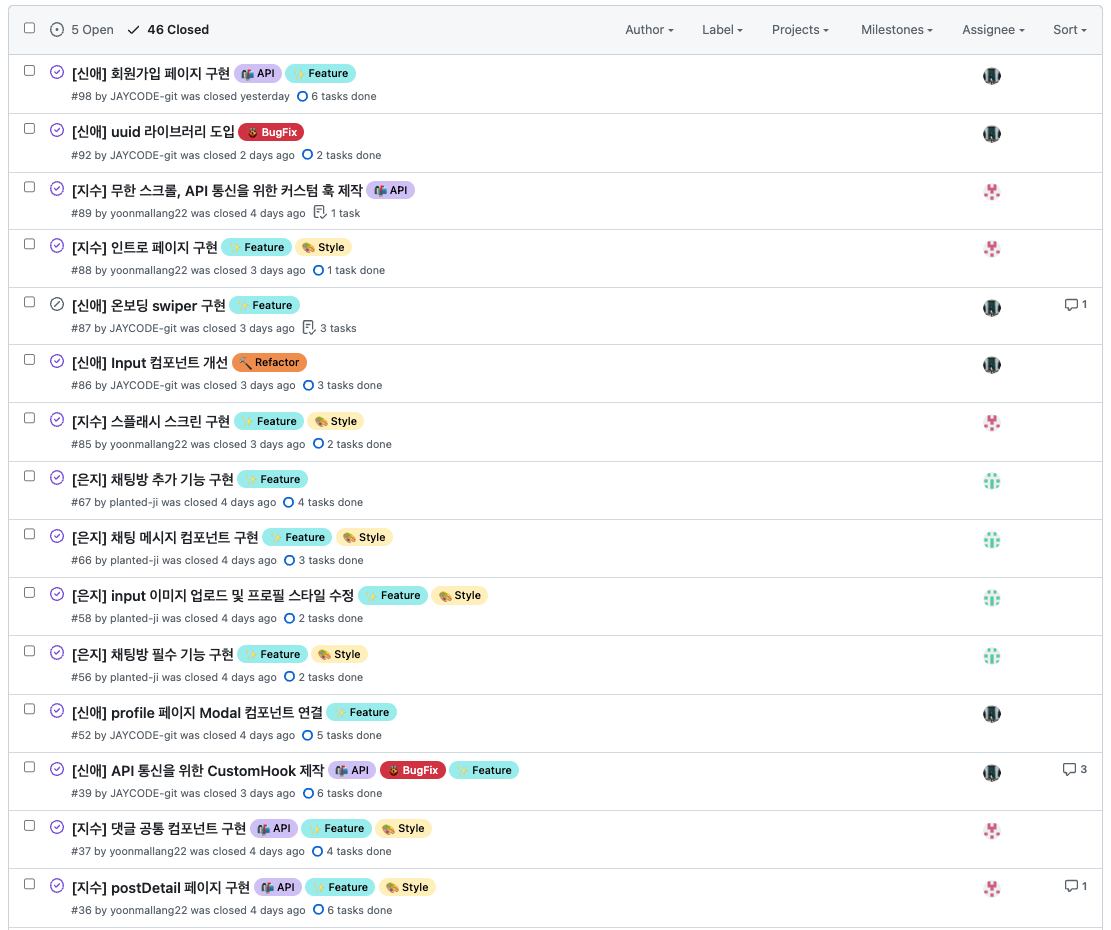 5 Open 46 Closed Author Label Projects Milestones Assignee Sort
[신애] 회원가입 페이지 구현 API Feature
#98 by JAYCODE-git was closed yesterday 6 tasks done
[신애] uuid 라이브러리 도입 BugFix
#92 by JAYCODE-git was closed 2 days ago 2 tasks done
[지수] 무한 스크롤, API 통신을 위한 커스텀 훅 제작 API
#89 by yoonmallang22 was closed 4 days ago 1 task
[지수] 인트로 페이지 구현 Feature Style
#88 by yoonmallang22 was closed 3 days ago 1 task done
[신애] 온보딩 swiper 구현 Feature 1
#87 by JAYCODE-git was closed 3 days ago 3 tasks
[신애] Input 컴포넌트 개선 Refactor
#86 by JAYCODE-git was closed 3 days ago 3 tasks done
[지수] 스플래시 스크린 구현 Feature Style
#85 by yoonmallang22 was closed 3 days ago 2 tasks done
[은지] 채팅방 추가 기능 구현 Feature
#67 by planted-ji was closed 4 days ago 4 tasks done
[은지] 채팅 메시지 컴포넌트 구현 Feature Style
#66 by planted-ji was closed 4 days ago 3 tasks done
[은지] input 이미지 업로드 및 프로필 스타일 수정 Feature Style
#58 by planted-ji was closed 4 days ago 2 tasks done
[은지] 채팅방 필수 기능 구현 Feature Style
#56 by planted-ji was closed 4 days ago 2 tasks done
[신애] profile 페이지 Modal 컴포넌트 연결 Feature
#52 by JAYCODE-git was closed 4 days ago 5 tasks done
[신애] API 통신을 위한 CustomHook 제작 API BugFix Feature 3
#39 by JAYCODE-git was closed 3 days ago 6 tasks done
[지수] 댓글 공통 컴포넌트 구현 API Feature Style
#37 by yoonmallang22 was closed 4 days ago 4 tasks done
[지수] postDetail 페이지 구현 API Feature Style 1
#36 by yoonmallang22 was closed 4 days ago 6 tasks done